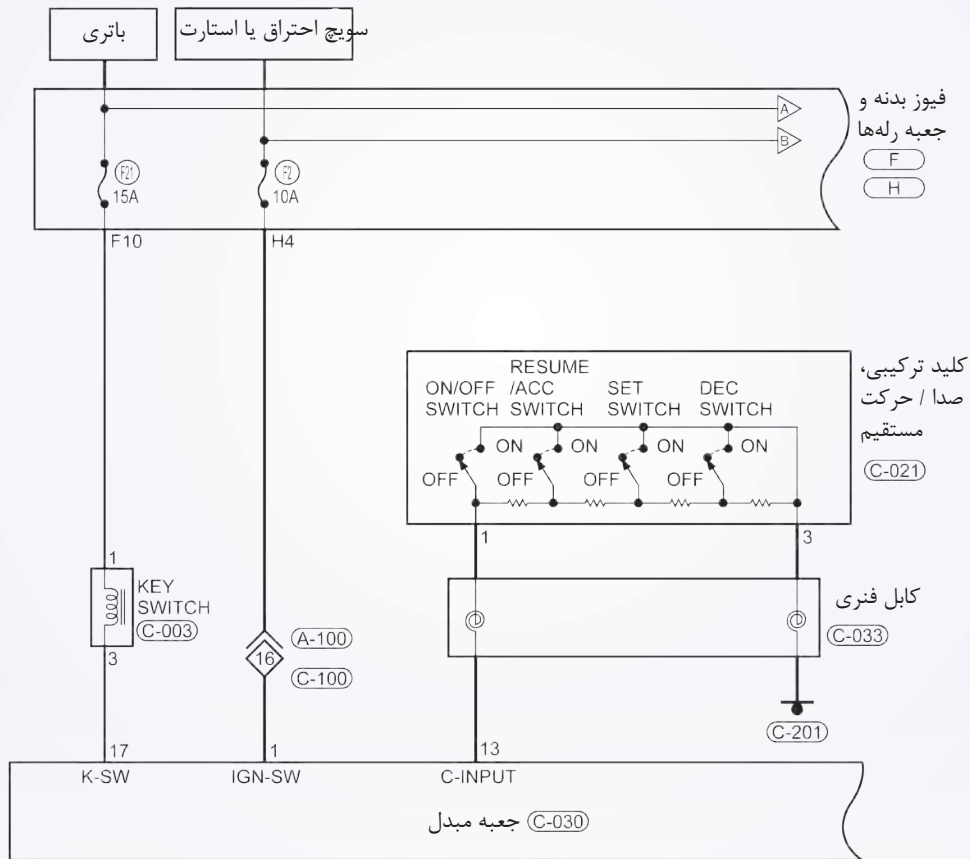 باتری
سویچ احتراق یا استارت
فیوز بدنه و
جعبه رله‌ها
F
H
A
B
F21
15A
F2
10A
F10
H4
کلید ترکیبی،
صدا / حرکت
مستقیم
C-021
ON/OFF SWITCH
RESUME /ACC SWITCH
SET SWITCH
DEC SWITCH
ON
ON
ON
ON
OFF
OFF
OFF
OFF
1
3
1
KEY
SWITCH
C-003
3
کابل فنری
C-033
A-100
16
C-100
C-201
17
1
13
K-SW
IGN-SW
C-INPUT
جعبه مبدل C-030